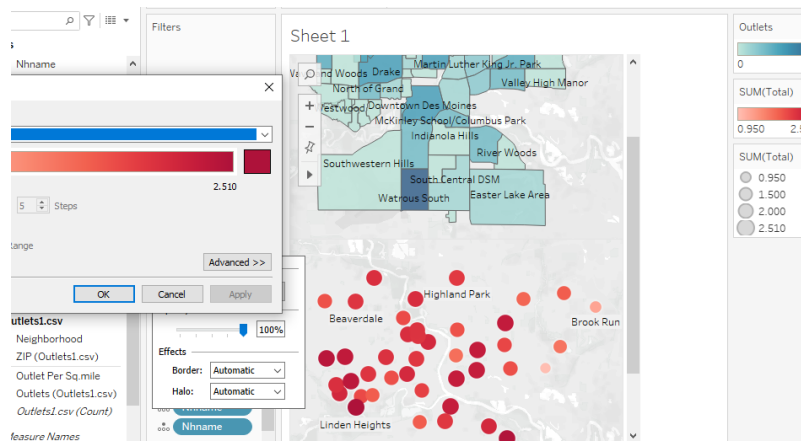 Filters
Sheet 1
Outlets
0
SUM(Total)
0.950
SUM(Total)
0.950
1.500
2.000
2.510
Nhname
2.510
5 Steps
Advanced >>
OK
Cancel
Apply
100%
Effects
Border: Automatic
Halo: Automatic
Neighborhood
ZIP (Outlets1.csv)
Outlet Per Sq.mile
Outlets (Outlets1.csv)
Outlets1.csv (Count)
Measure Names
Nhname
Martin Luther King Jr. Park
Drake
Valley High Manor
North of Grand
Downtown Des Moines
McKinley School/Columbus Park
Indianola Hills
River Woods
Southwestern Hills
South Central DSM
Watrous South
Easter Lake Area
Highland Park
Beaverdale
Brook Run
Linden Heights